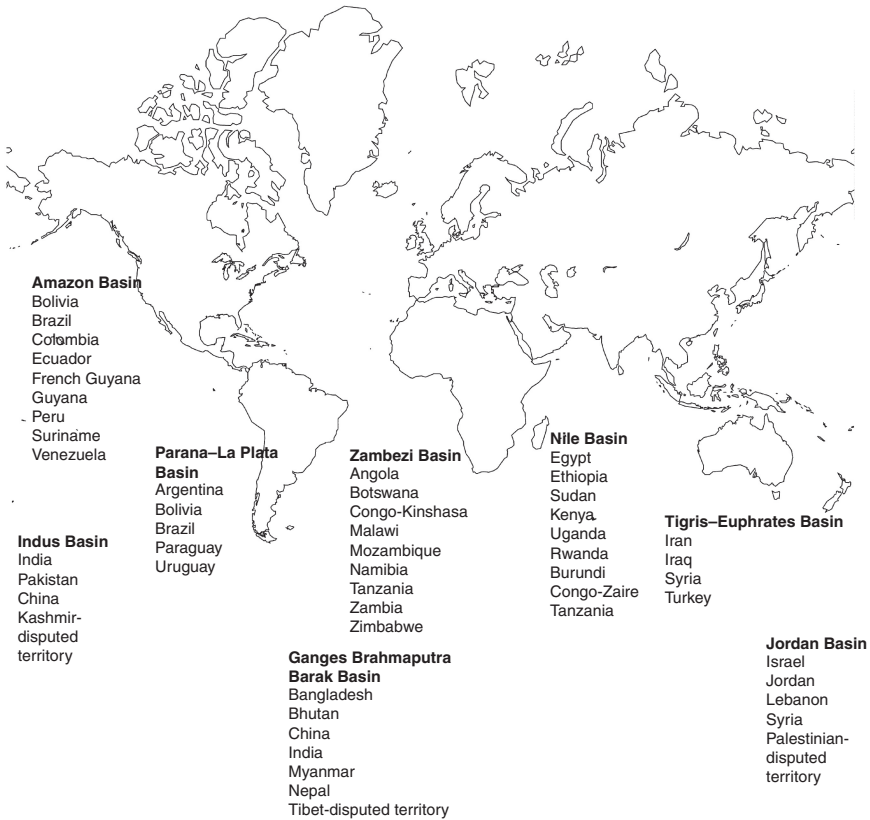 Amazon Basin
Bolivia
Brazil
Colombia
Ecuador
French Guyana
Guyana
Peru
Suriname
Venezuela
Parana–La Plata
Basin
Argentina
Bolivia
Brazil
Paraguay
Uruguay
Zambezi Basin
Angola
Botswana
Congo-Kinshasa
Malawi
Mozambique
Namibia
Tanzania
Zambia
Zimbabwe
Nile Basin
Egypt
Ethiopia
Sudan
Kenya
Uganda
Rwanda
Burundi
Congo-Zaire
Tanzania
Tigris–Euphrates Basin
Iran
Iraq
Syria
Turkey
Indus Basin
India
Pakistan
China
Kashmir-
disputed
territory
Ganges Brahmaputra
Barak Basin
Bangladesh
Bhutan
China
India
Myanmar
Nepal
Tibet-disputed territory
Jordan Basin
Israel
Jordan
Lebanon
Syria
Palestinian-
disputed
territory